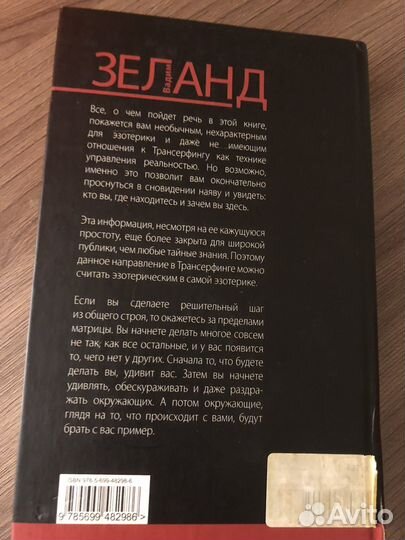 ЗЕЛАНД
Вадим
Все, о чем пойдет речь в этой книге,
покажется вам необычным, нехарактерным
для эзотерики и даже не имеющим
отношения к Трансерфингу как технике
управления реальностью. Но возможно,
именно это позволит вам окончательно
проснуться в сновидении наяву и увидеть:
кто вы, где находитесь и зачем вы здесь.
Эта информация, несмотря на ее кажущуюся
простоту, еще более закрыта для широкой
публики, чем любые тайные знания. Поэтому
данное направление в Трансерфинге можно
считать эзотерическим в самой эзотерике.
Если вы сделаете решительный шаг
из общего строя, то окажетесь за пределами
матрицы. Вы начнете делать многое совсем
не так, как все остальные, и у вас появится
то, чего нет у других. Сначала то, что будете
делать вы, удивит вас. Затем вы начнете
удивлять, обескураживать и даже раздра-
жать окружающих. А потом окружающие,
глядя на то, что происходит с вами, будут
брать с вас пример.
ISBN 978-5-699-48298-6
9 785699 482986>
Avito